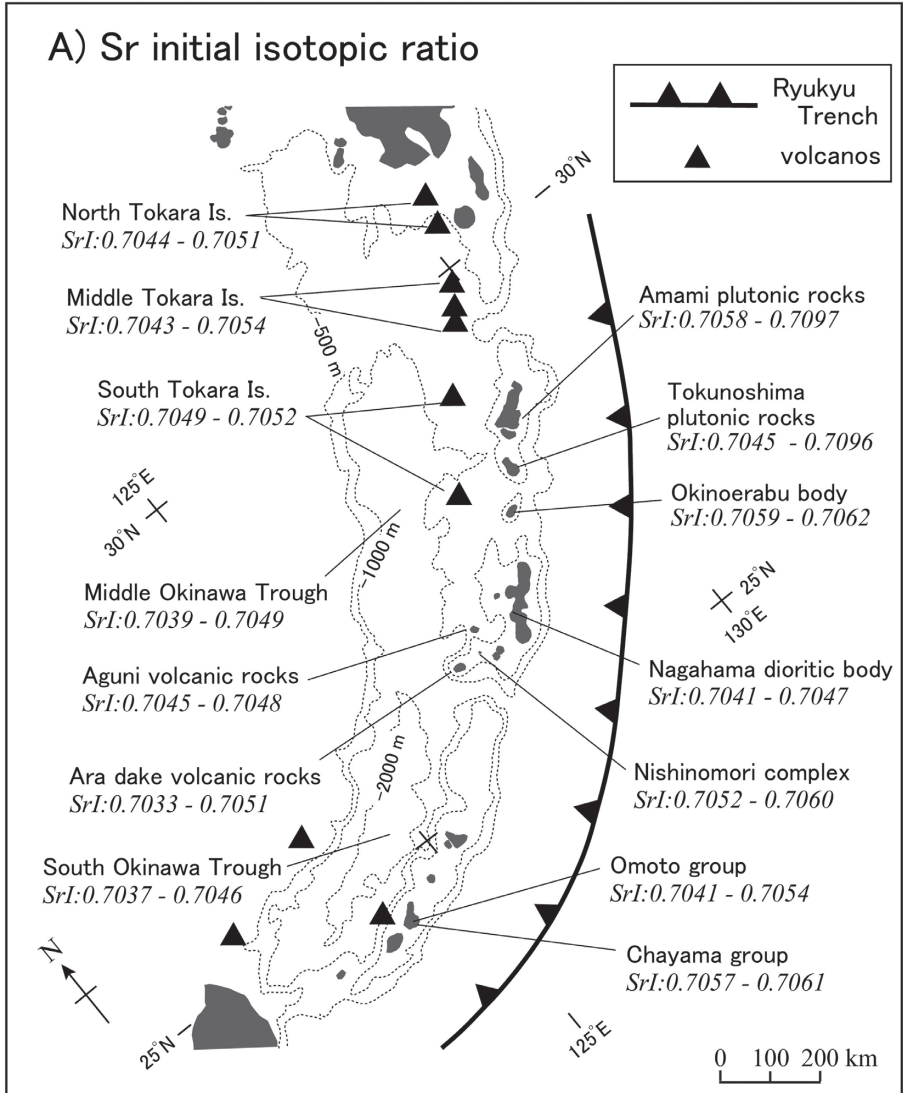 A) Sr initial isotopic ratio
Ryukyu
Trench
volcanos
30°N
North Tokara Is.
SrI:0.7044 - 0.7051
Middle Tokara Is.
SrI:0.7043 - 0.7054
-500 m
Amami plutonic rocks
SrI:0.7058 - 0.7097
South Tokara Is.
SrI:0.7049 - 0.7052
Tokunoshima
plutonic rocks
SrI:0.7045 - 0.7096
125°E
30°N
Okinoerabu body
SrI:0.7059 - 0.7062
-1000 m
Middle Okinawa Trough
SrI:0.7039 - 0.7049
25°N
130°E
Aguni volcanic rocks
SrI:0.7045 - 0.7048
Nagahama dioritic body
SrI:0.7041 - 0.7047
Ara dake volcanic rocks
SrI:0.7033 - 0.7051
-2000 m
Nishinomori complex
SrI:0.7052 - 0.7060
South Okinawa Trough
SrI:0.7037 - 0.7046
Omoto group
SrI:0.7041 - 0.7054
N
Chayama group
SrI:0.7057 - 0.7061
25°N
125°E
0 100 200 km